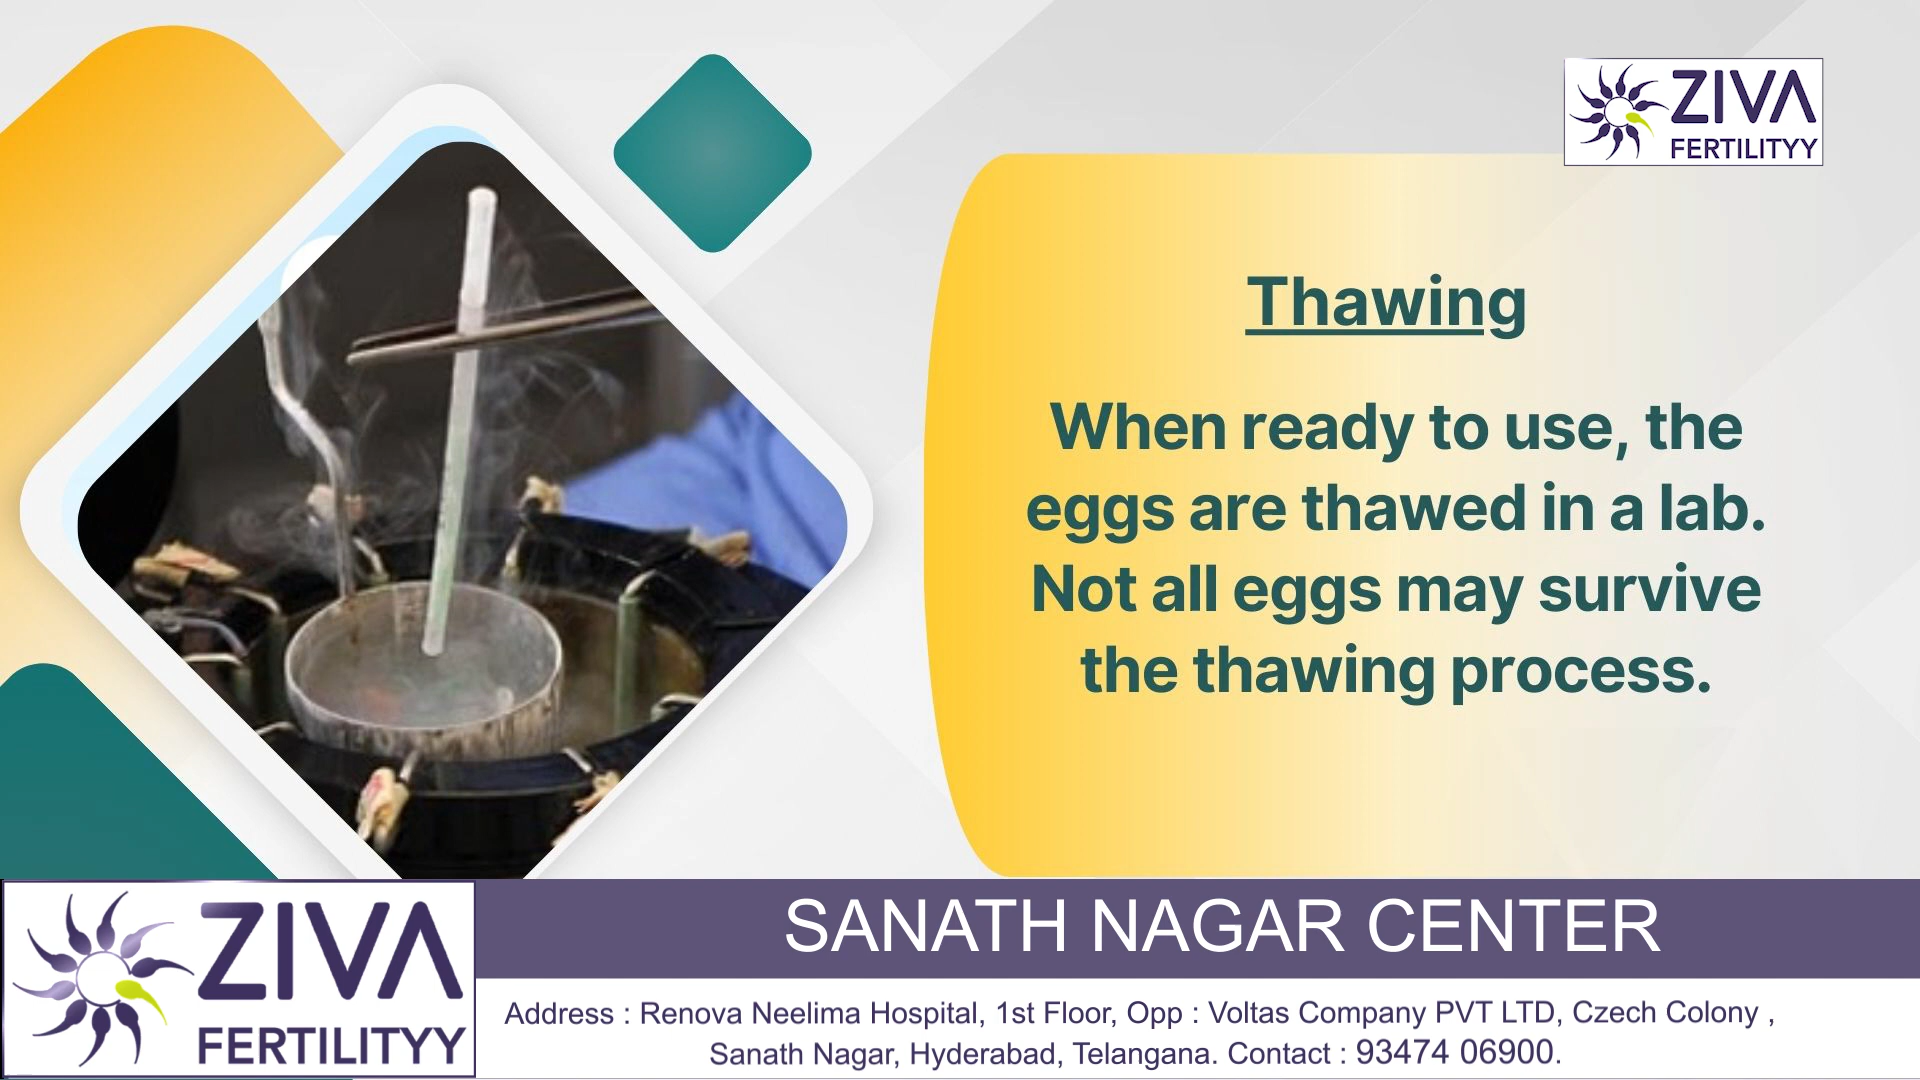 ZIVA
FERTILITYY
Thawing
When ready to use, the
eggs are thawed in a lab.
Not all eggs may survive
the thawing process.
ZIVA
FERTILITYY
SANATH NAGAR CENTER
Address : Renova Neelima Hospital, 1st Floor, Opp : Voltas Company PVT LTD, Czech Colony ,
Sanath Nagar, Hyderabad, Telangana. Contact : 93474 06900.